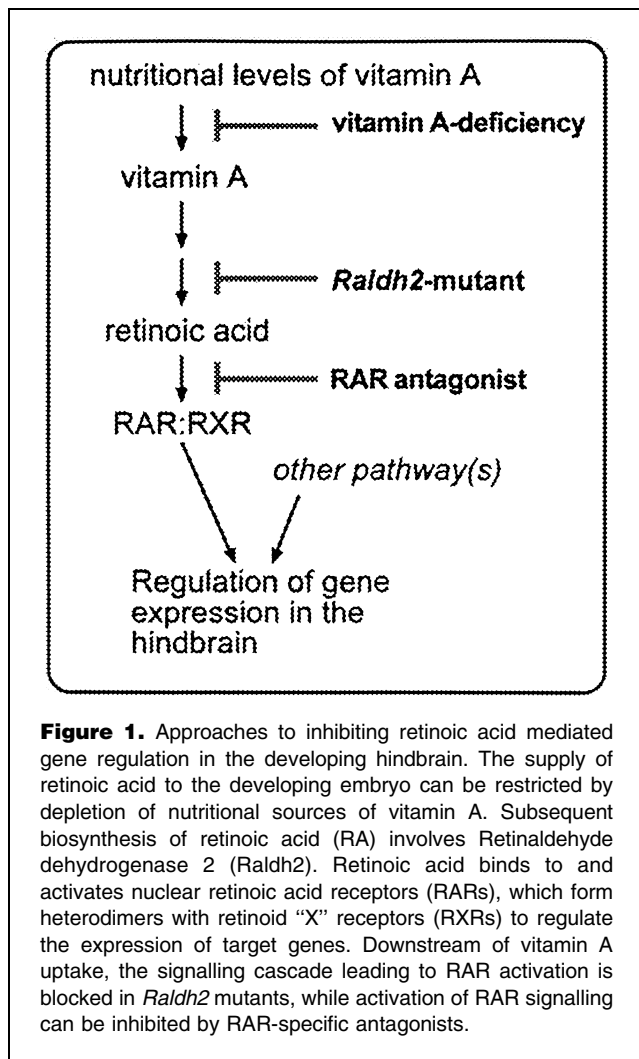 nutritional levels of vitamin A
vitamin A-deficiency
vitamin A
Raldh2-mutant
retinoic acid
RAR antagonist
RAR:RXR
other pathway(s)
Regulation of gene
expression in the
hindbrain
Figure 1. Approaches to inhibiting retinoic acid mediated
gene regulation in the developing hindbrain. The supply of
retinoic acid to the developing embryo can be restricted by
depletion of nutritional sources of vitamin A. Subsequent
biosynthesis of retinoic acid (RA) involves Retinaldehyde
dehydrogenase 2 (Raldh2). Retinoic acid binds to and
activates nuclear retinoic acid receptors (RARs), which form
heterodimers with retinoid “X” receptors (RXRs) to regulate
the expression of target genes. Downstream of vitamin A
uptake, the signalling cascade leading to RAR activation is
blocked in Raldh2 mutants, while activation of RAR signalling
can be inhibited by RAR-specific antagonists.